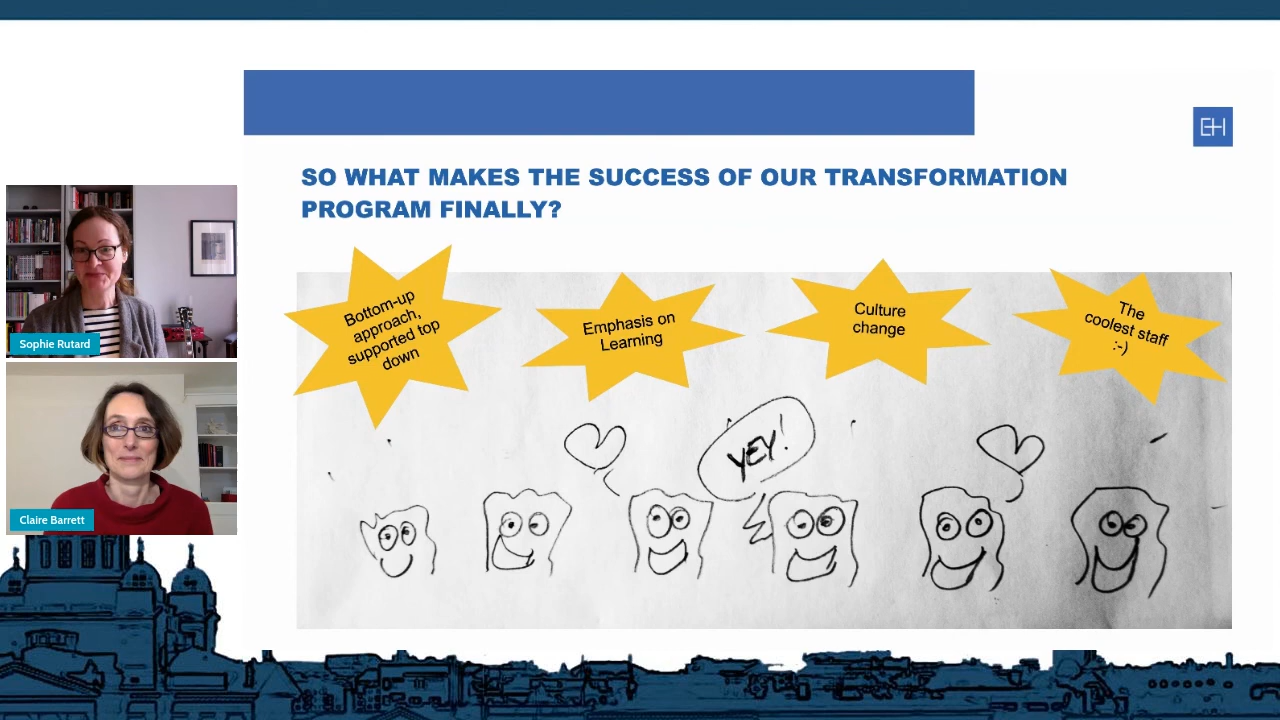 EH
SO WHAT MAKES THE SUCCESS OF OUR TRANSFORMATION
PROGRAM FINALLY?
Bottom-up
approach,
supported top
down
Emphasis on
Learning
Culture
change
The
coolest staff
:-)
YEY!
Sophie Rutard
Claire Barrett